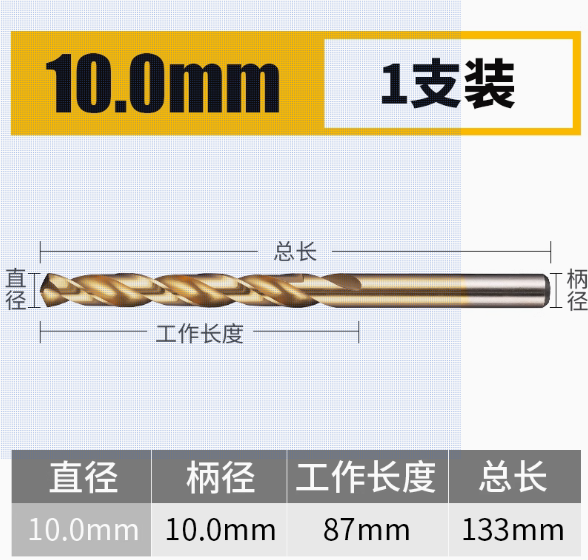 10.0mm 1支装
总长
直径 柄径
工作长度
直径 柄径 工作长度 总长
10.0mm 10.0mm 87mm 133mm